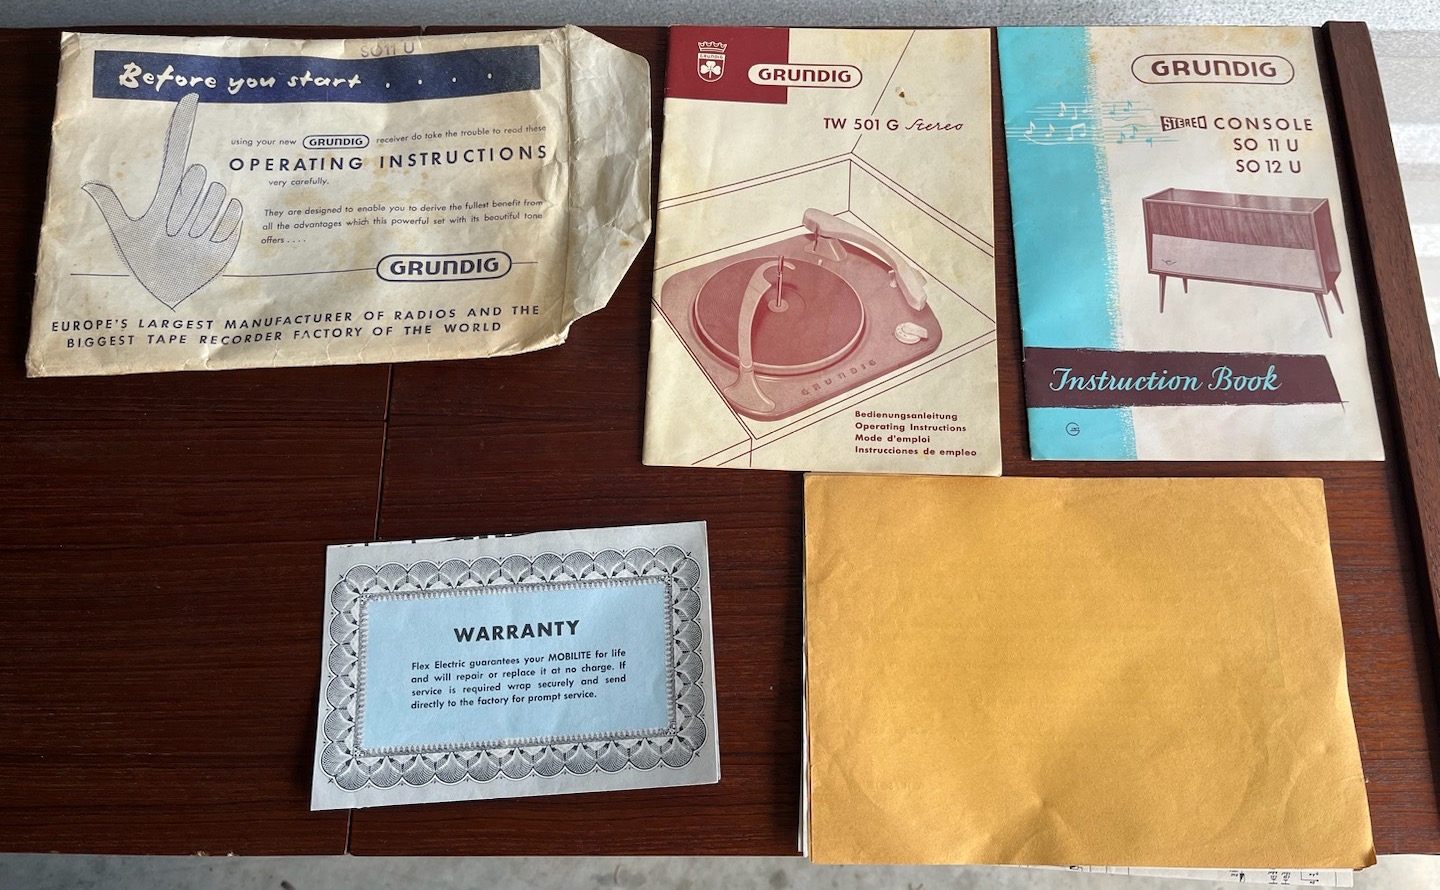 SO11 U
Before you start . . . .
using your new GRUNDIG receiver do take the trouble to read these
OPERATING INSTRUCTIONS
very carefully.
They are designed to enable you to derive the fullest benefit from
all the advantages which this powerful set with its beautiful tone
offers . . . .
GRUNDIG
EUROPE'S LARGEST MANUFACTURER OF RADIOS AND THE
BIGGEST TAPE RECORDER FACTORY OF THE WORLD
GRUNDIG
GRUNDIG
TW 501 G Stereo
GRUNDIG
Bedienungsanleitung
Operating Instructions
Mode d'emploi
Instrucciones de empleo
GRUNDIG
STEREO CONSOLE
SO 11 U
SO 12 U
Instruction Book
WARRANTY
Flex Electric guarantees your MOBILITE for life
and will repair or replace it at no charge. If
service is required wrap securely and send
directly to the factory for prompt service.